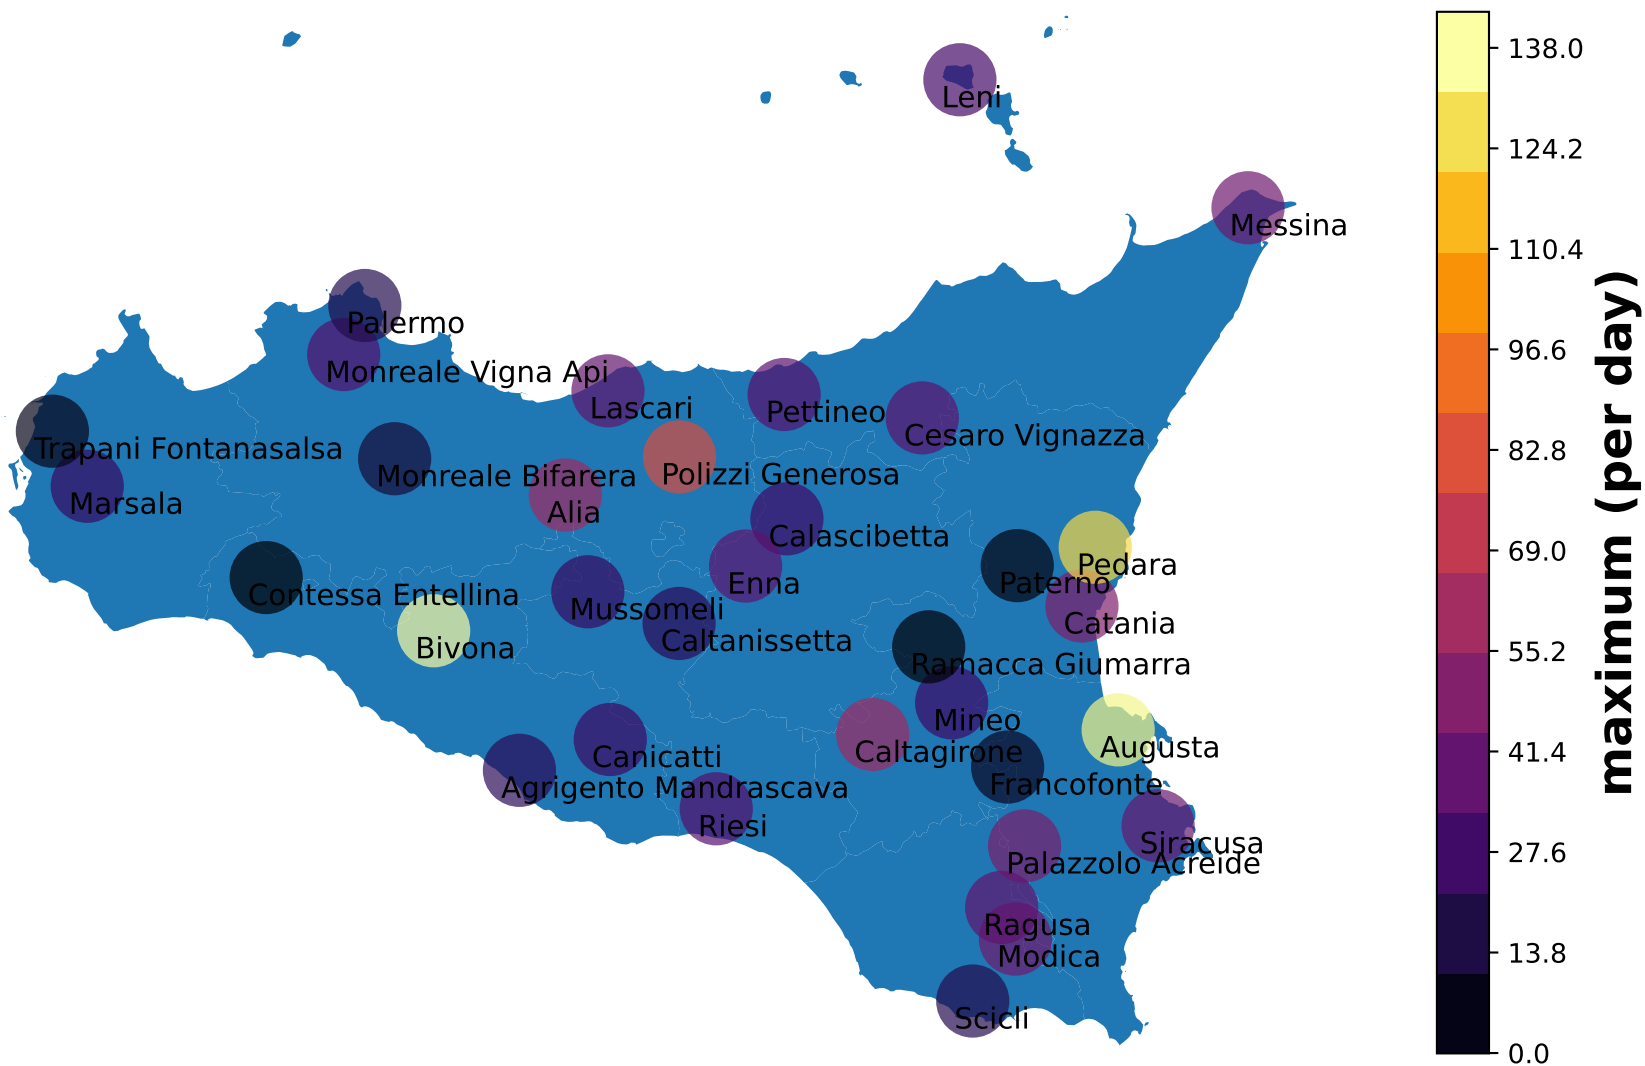 138.0
Leni
124.2
Messina
110.4
Palermo
96.6
Monreale Vigna Api
Lascari
Pettineo
Cesaro Vignazza
Trapani Fontanasalsa
82.8
Monreale Bifarera
Polizzi Generosa
Marsala
Alia
Calascibetta
69.0
Pedara
Enna
Paterno
Contessa Entellina
Mussomeli
Catania
Caltanissetta
Bivona
55.2
Ramacca Giumarra
Mineo
Augusta
Caltagirone
41.4
Canicatti
Francofonte
Agrigento Mandrascava
Riesi
Siracusa
27.6
Palazzolo Acreide
Ragusa
Modica
13.8
Scicli
0.0
maximum (per day)